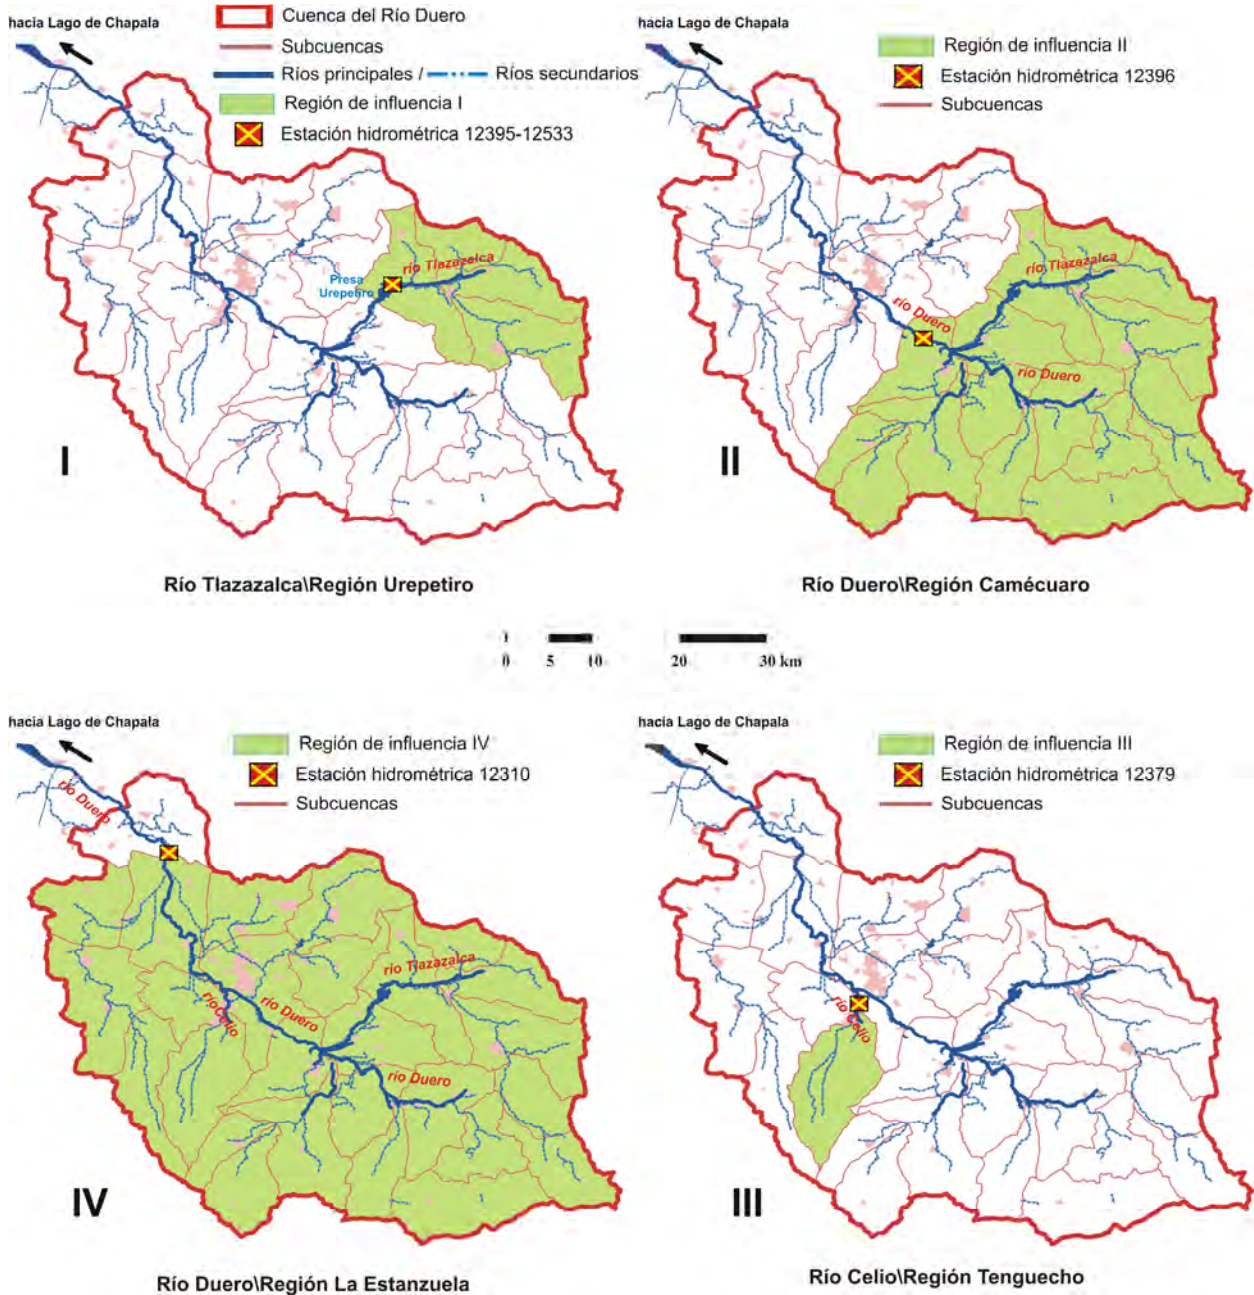 hacia Lago de Chapala
Cuenca del Río Duero
Subcuencas
Ríos principales / Ríos secundarios
Región de influencia I
Estación hidrométrica 12395-12533
río Tlazazalca
Presa
Urepetiro
I
Río Tlazazalca\Región Urepetiro
hacia Lago de Chapala
Región de influencia II
Estación hidrométrica 12396
Subcuencas
río Tlazazalca
río Duero
río Duero
II
Río Duero\Región Camécuaro
0 5 10 20 30 km
hacia Lago de Chapala
Región de influencia IV
Estación hidrométrica 12310
Subcuencas
río Duero
río Tlazazalca
río Celio
río Duero
río Duero
IV
Río Duero\Región La Estanzuela
hacia Lago de Chapala
Región de influencia III
Estación hidrométrica 12379
Subcuencas
río Celio
III
Río Celio\Región Tenguecho